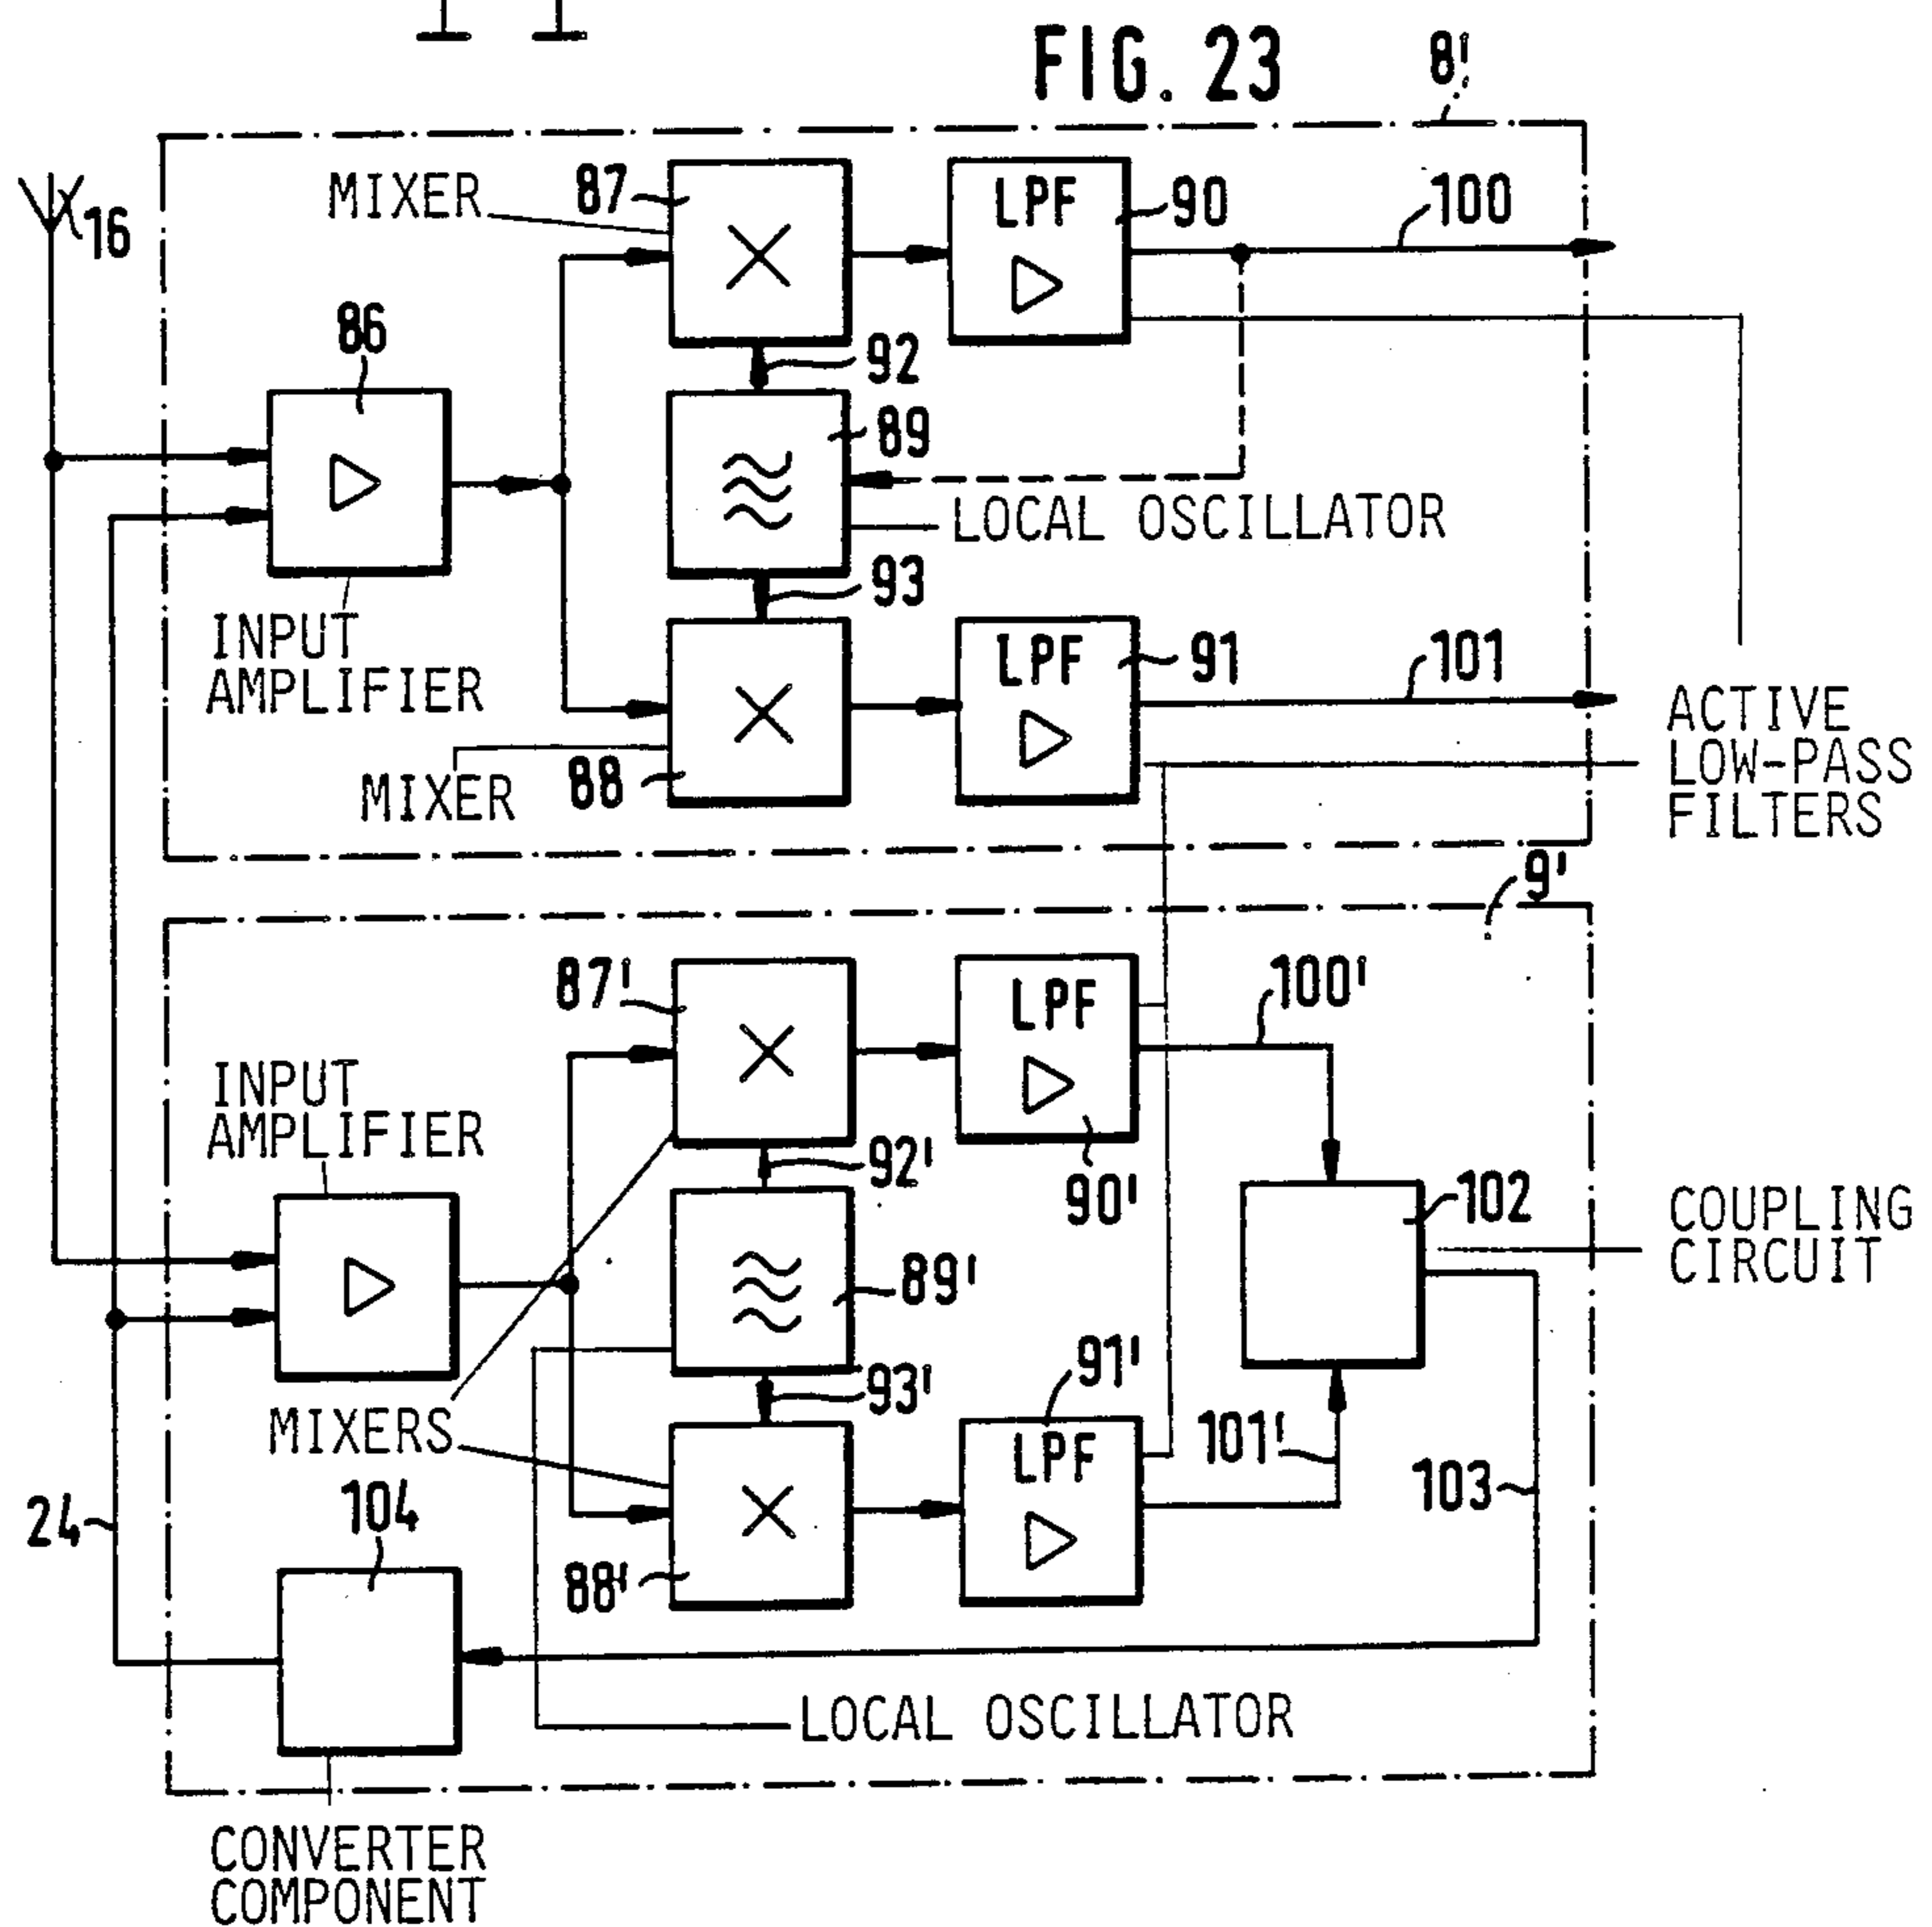 FIG. 23
8'
16
MIXER
87
LPF
90
100
86
92
89
LOCAL OSCILLATOR
93
INPUT
AMPLIFIER
LPF
91
101
MIXER
88
ACTIVE
LOW-PASS
FILTERS
9'
87'
LPF
100'
INPUT
AMPLIFIER
92'
90'
102
COUPLING
CIRCUIT
89'
91'
93'
MIXERS
LPF
101'
103
24
104
88'
LOCAL OSCILLATOR
CONVERTER
COMPONENT